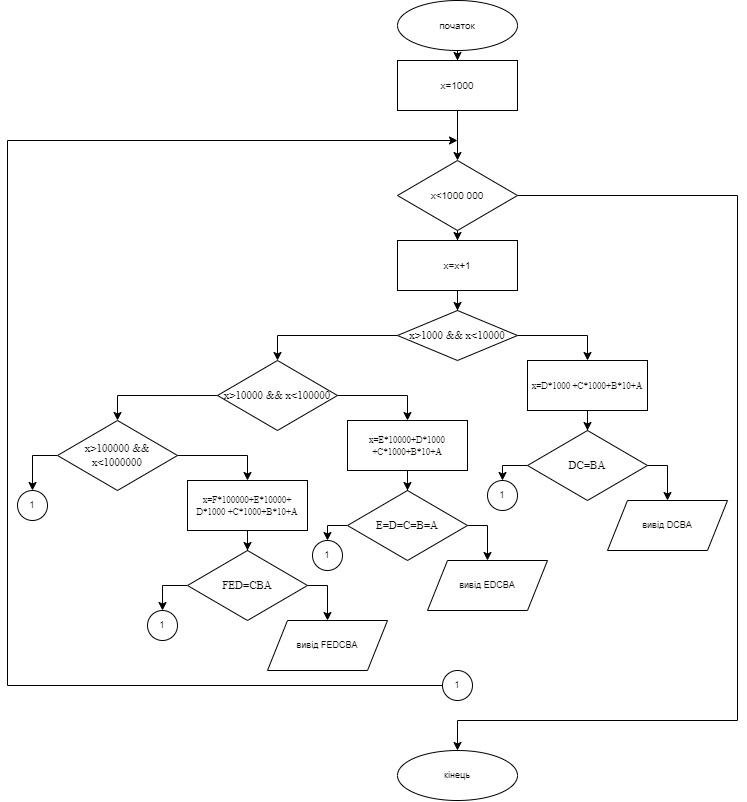 початок
x=1000
x<1000 000
x=x+1
x>1000 && x<10000
x=D*1000 +C*1000+B*10+A
x>10000 && x<100000
x=E*10000+D*1000
+C*1000+B*10+A
x>100000 &&
x<1000000
DC=BA
1
1
x=F*100000+E*10000+
D*1000 +C*1000+B*10+A
E=D=C=B=A
вивід DCBA
1
FED=CBA
вивід EDCBA
1
вивід FEDCBA
1
кінець